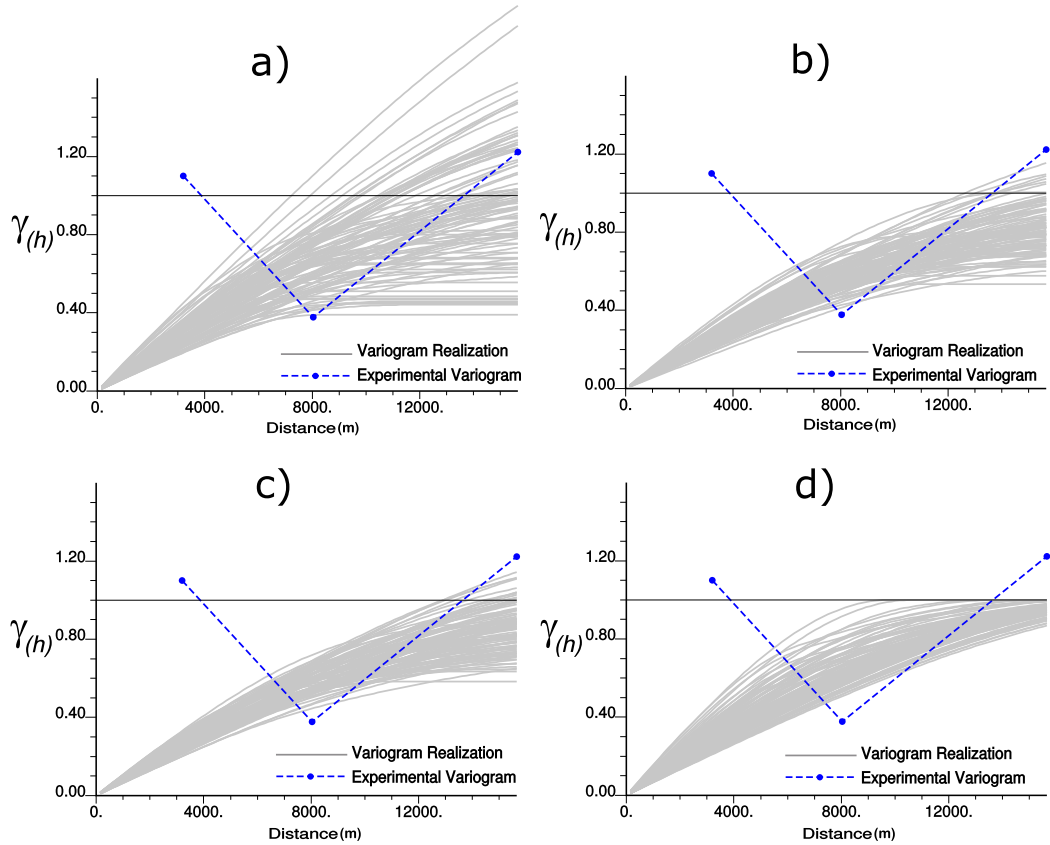 a)
1.20
0.80
0.40
0.00
γ(h)
Variogram Realization
Experimental Variogram
0. 4000. 8000. 12000.
Distance(m)
b)
1.20
0.80
0.40
0.00
γ(h)
Variogram Realization
Experimental Variogram
0. 4000. 8000. 12000.
Distance(m)
c)
1.20
0.80
0.40
0.00
γ(h)
Variogram Realization
Experimental Variogram
0. 4000. 8000. 12000.
Distance(m)
d)
1.20
0.80
0.40
0.00
γ(h)
Variogram Realization
Experimental Variogram
0. 4000. 8000. 12000.
Distance(m)